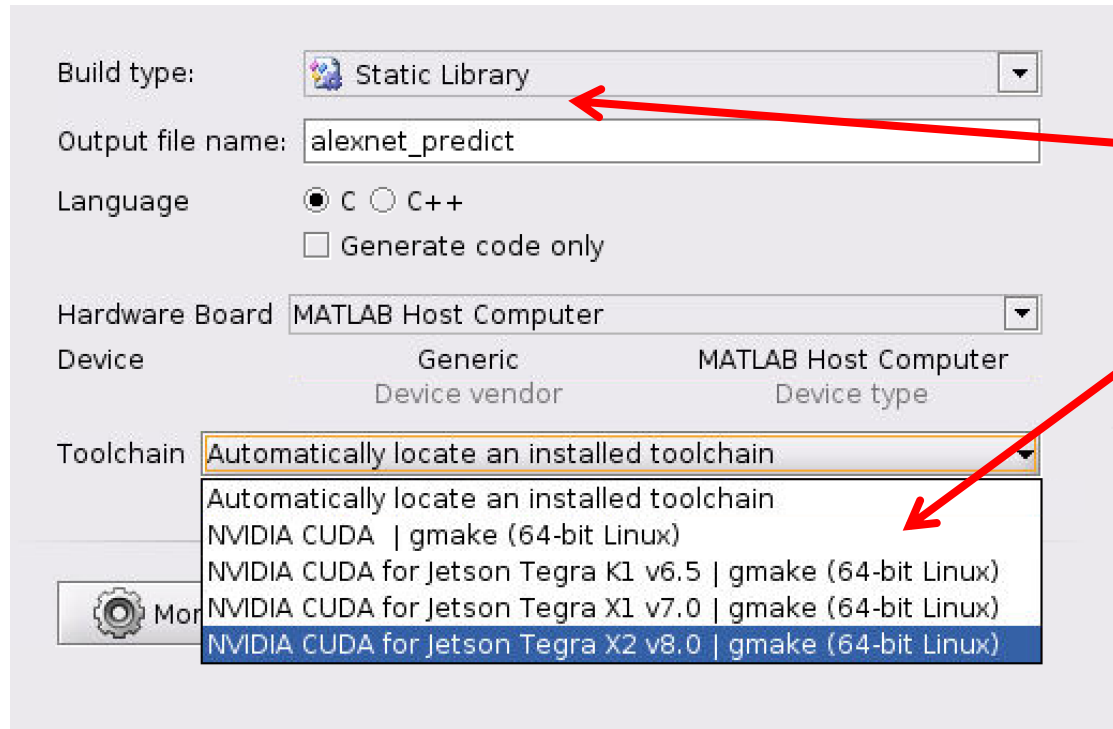 Build type: Static Library
Output file name: alexnet_predict
Language C C++
Generate code only
Hardware Board MATLAB Host Computer
Device Generic MATLAB Host Computer
Device vendor Device type
Toolchain Automatically locate an installed toolchain
Automatically locate an installed toolchain
NVIDIA CUDA | gmake (64-bit Linux)
NVIDIA CUDA for Jetson Tegra K1 v6.5 | gmake (64-bit Linux)
NVIDIA CUDA for Jetson Tegra X1 v7.0 | gmake (64-bit Linux)
NVIDIA CUDA for Jetson Tegra X2 v8.0 | gmake (64-bit Linux)